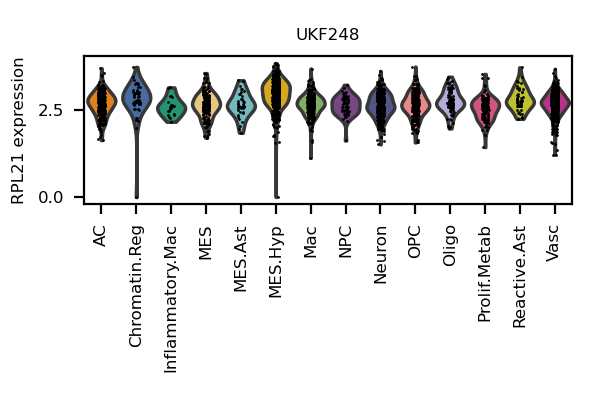 UKF248
RPL21 expression
2.5
0.0
AC
Chromatin.Reg
Inflammatory.Mac
MES
MES.Ast
MES.Hyp
Mac
NPC
Neuron
OPC
Oligo
Prolif.Metab
Reactive.Ast
Vasc